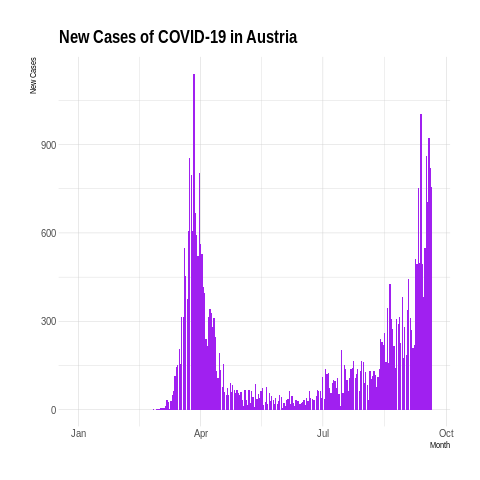 New Cases of COVID-19 in Austria
New Cases
900
600
300
0
Jan Apr Jul Oct
Month